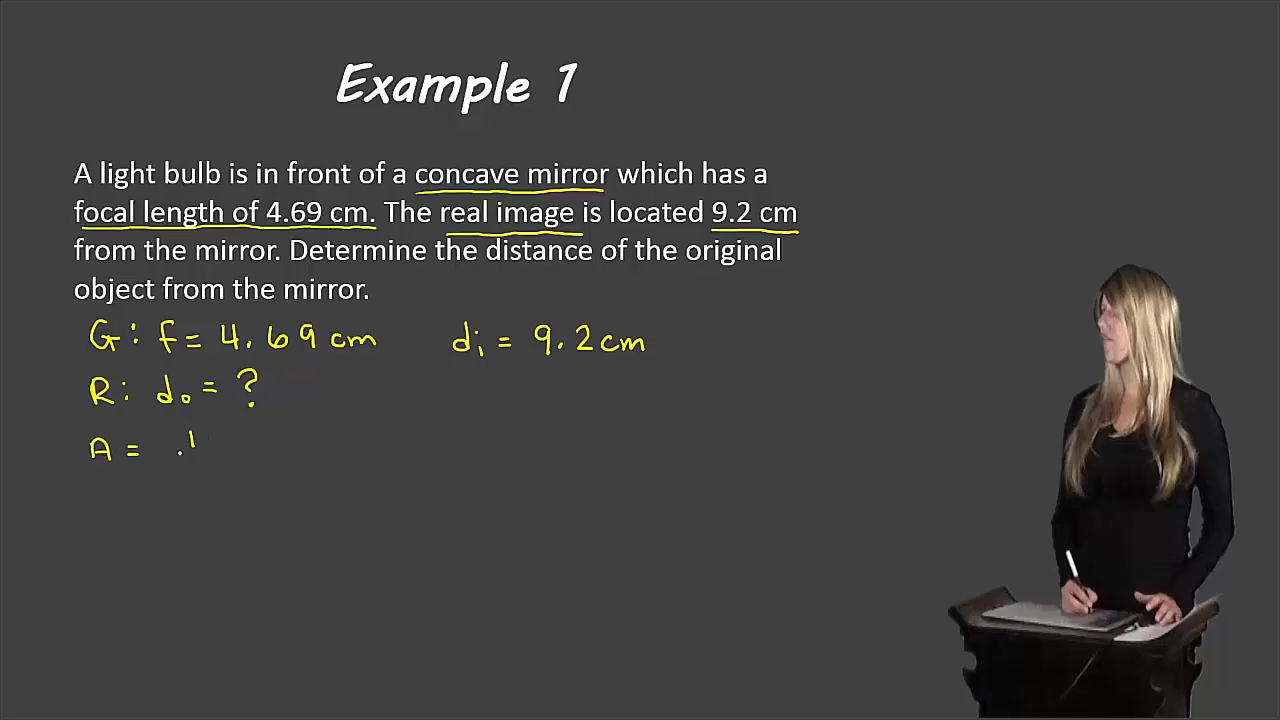 Example 1
A light bulb is in front of a concave mirror which has a
focal length of 4.69 cm. The real image is located 9.2 cm
from the mirror. Determine the distance of the original
object from the mirror.
G: f = 4.69 cm di = 9.2 cm
R: do = ?
A =